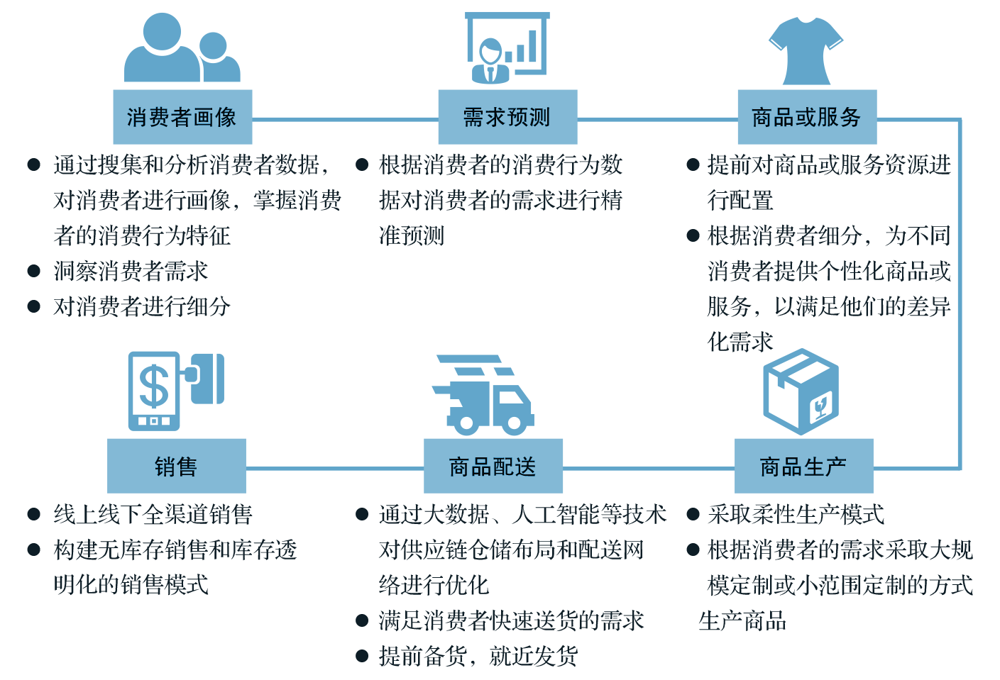 消费者画像
通过搜集和分析消费者数据，
对消费者进行画像，掌握消费
者的消费行为特征
洞察消费者需求
对消费者进行细分
需求预测
根据消费者的消费行为数
据对消费者的需求进行精
准预测
商品或服务
提前对商品或服务资源进
行配置
根据消费者细分，为不同
消费者提供个性化商品或
服务，以满足他们的差异
化需求
$
销售
线上线下全渠道销售
构建无库存销售和库存透
明化的销售模式
商品配送
通过大数据、人工智能等技术
对供应链仓储布局和配送网
络进行优化
满足消费者快速送货的需求
提前备货，就近发货
商品生产
采取柔性生产模式
根据消费者的需求采取大规
模定制或小范围定制的方式
生产商品